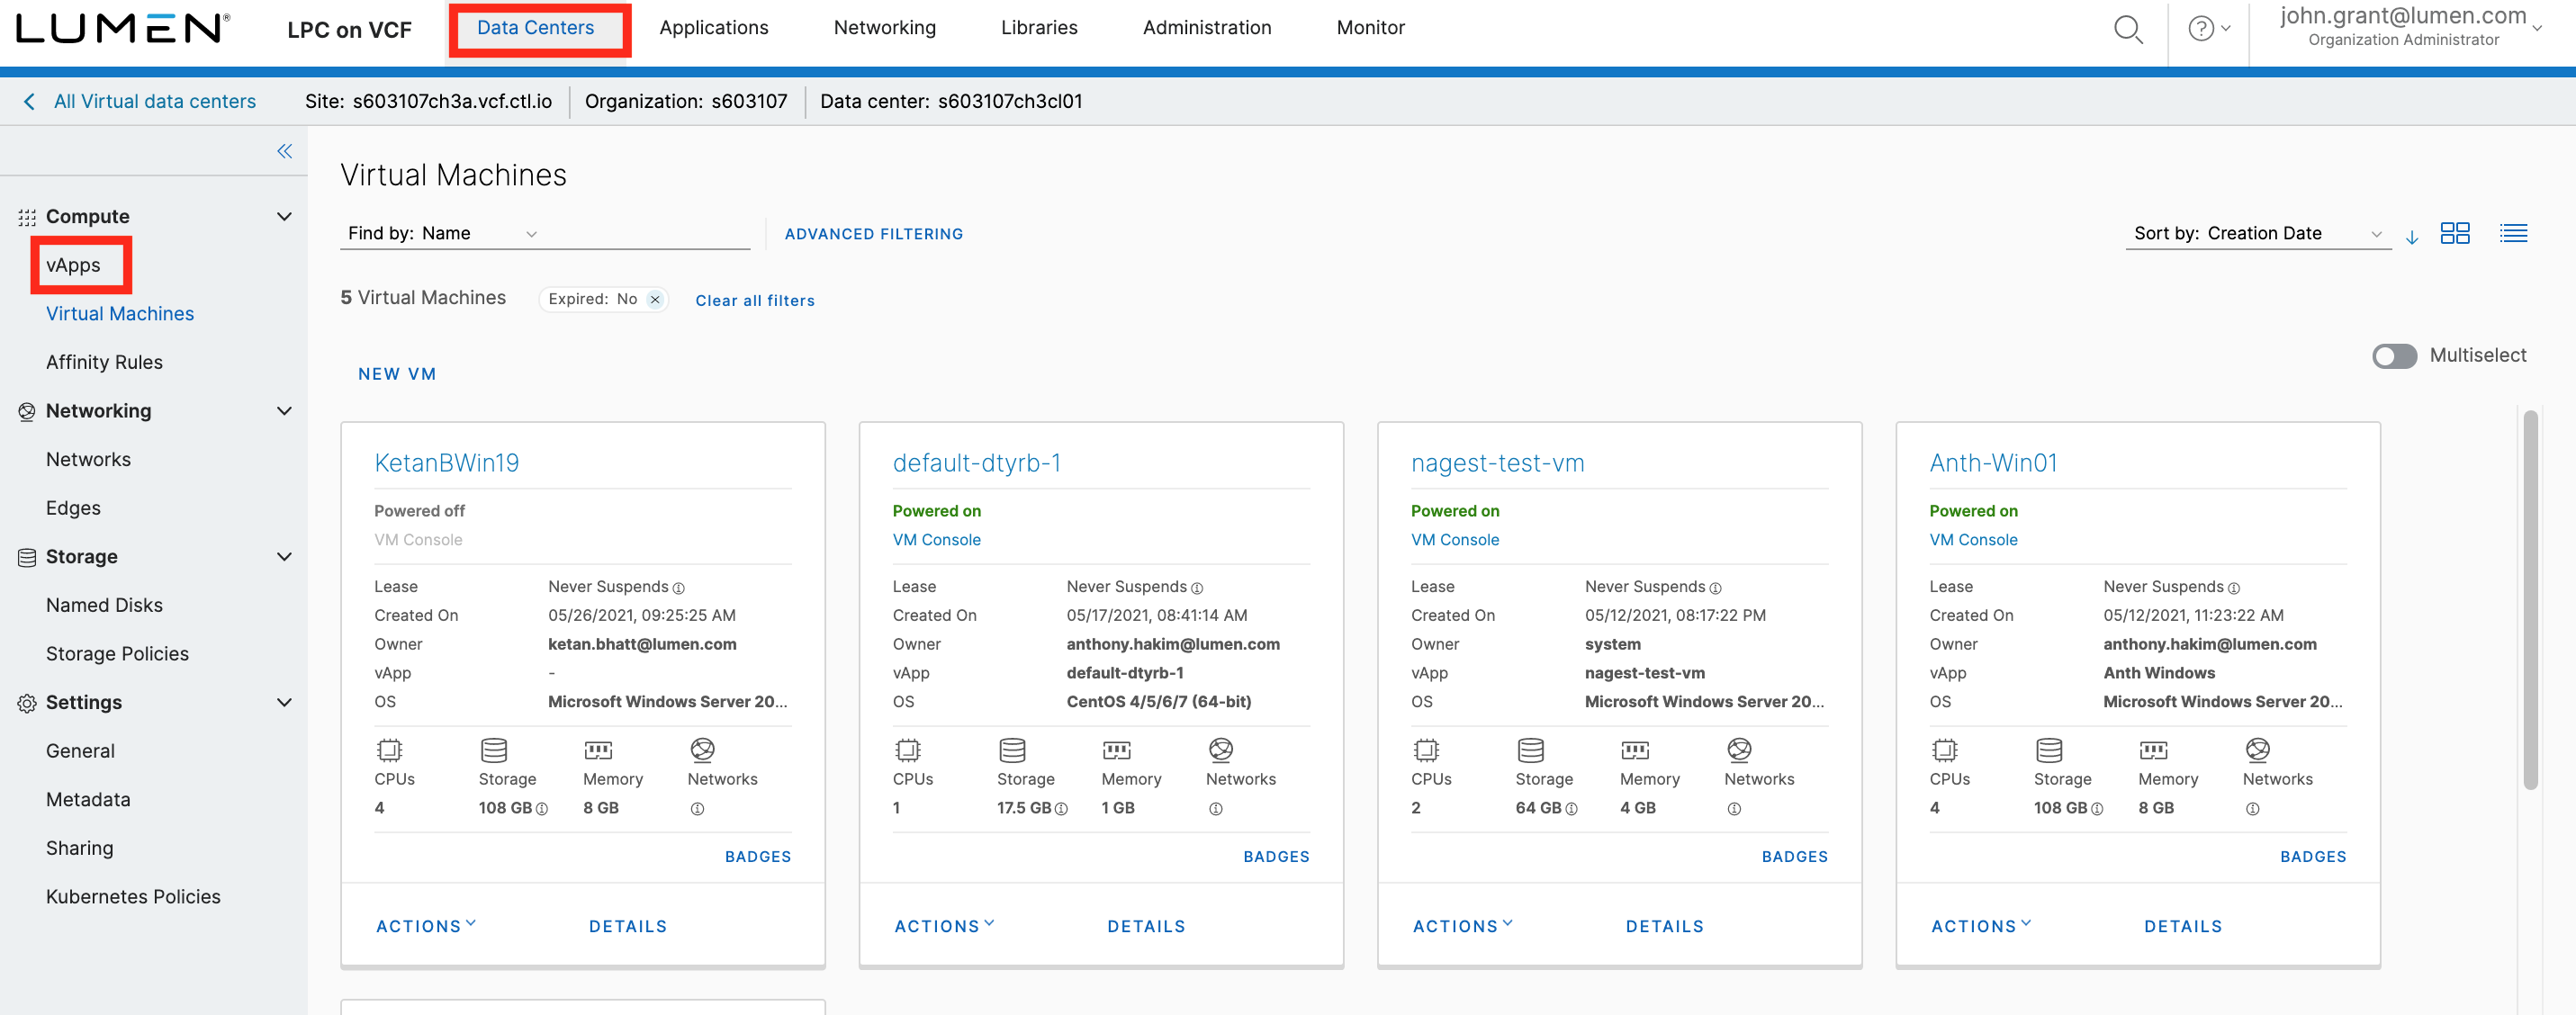 LUMEN®
LPC on VCF
Data Centers
Applications
Networking
Libraries
Administration
Monitor
john.grant@lumen.com
Organization Administrator
All Virtual data centers
Site: s603107ch3a.vcf.ctl.io
Organization: s603107
Data center: s603107ch3cl01
Compute
vApps
Virtual Machines
Affinity Rules
Networking
Networks
Edges
Storage
Named Disks
Storage Policies
Settings
General
Metadata
Sharing
Kubernetes Policies
Virtual Machines
Find by: Name
ADVANCED FILTERING
Sort by: Creation Date
5 Virtual Machines
Expired: No
Clear all filters
Multiselect
NEW VM
KetanBWin19
Powered off
VM Console
Lease Never Suspends
Created On 05/26/2021, 09:25:25 AM
Owner ketan.bhatt@lumen.com
vApp -
OS Microsoft Windows Server 20...
CPUs Storage Memory Networks
4 108 GB 8 GB
BADGES
ACTIONS DETAILS
default-dtyrb-1
Powered on
VM Console
Lease Never Suspends
Created On 05/17/2021, 08:41:14 AM
Owner anthony.hakim@lumen.com
vApp default-dtyrb-1
OS CentOS 4/5/6/7 (64-bit)
CPUs Storage Memory Networks
1 17.5 GB 1 GB
BADGES
ACTIONS DETAILS
nagest-test-vm
Powered on
VM Console
Lease Never Suspends
Created On 05/12/2021, 08:17:22 PM
Owner system
vApp nagest-test-vm
OS Microsoft Windows Server 20...
CPUs Storage Memory Networks
2 64 GB 4 GB
BADGES
ACTIONS DETAILS
Anth-Win01
Powered on
VM Console
Lease Never Suspends
Created On 05/12/2021, 11:23:22 AM
Owner anthony.hakim@lumen.com
vApp Anth Windows
OS Microsoft Windows Server 20...
CPUs Storage Memory Networks
4 108 GB 8 GB
BADGES
ACTIONS DETAILS